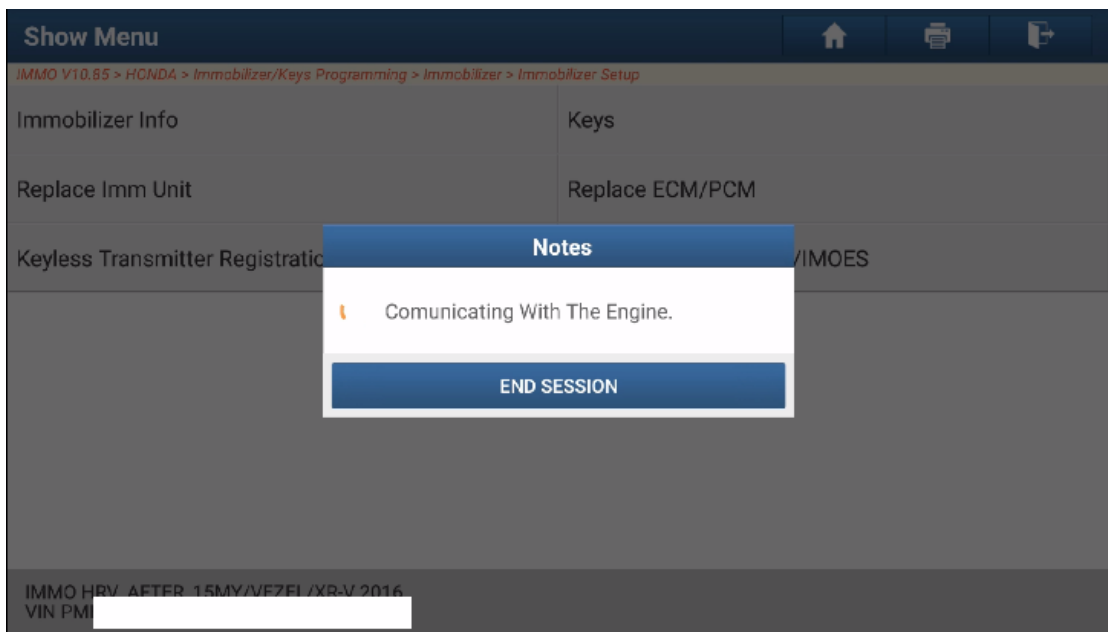 Show Menu
IMMO V10.85 > HONDA > Immobilizer/Keys Programming > Immobilizer > Immobilizer Setup
Immobilizer Info
Keys
Replace Imm Unit
Replace ECM/PCM
Keyless Transmitter Registratio
/IMOES
Notes
Comunicating With The Engine.
END SESSION
IMMO HRV AFTER 15MY/VEZEL/XR-V 2016
VIN PM